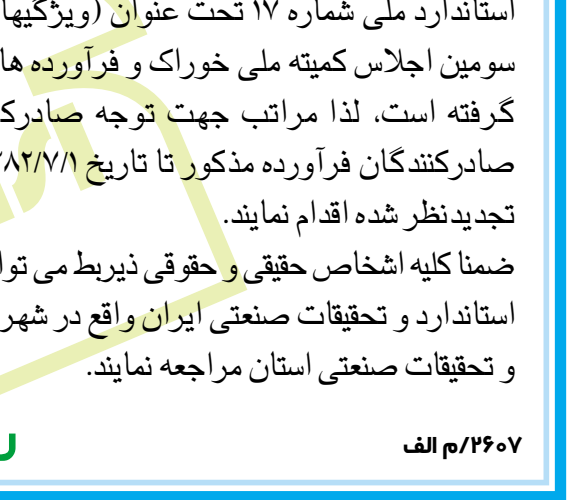 استاندارد ملی شماره ۱۷ تحت عنوان (ویژگیها
سومین اجلاس کمیته ملی خوراک و فرآورده ها
گرفته است، لذا مراتب جهت توجه
صادرکنندگان فرآورده مذکور تا تاریخ ۸۲/۷/۱
تجدیدنظر شده اقدام نمایند.
ضمنا کلیه اشخاص حقیقی و حقوقی ذیربط می
استاندارد و تحقیقات صنعتی ایران واقع در شهر
و تحقیقات صنعتی استان مراجعه نمایند.
۲۶۰۷/م الف